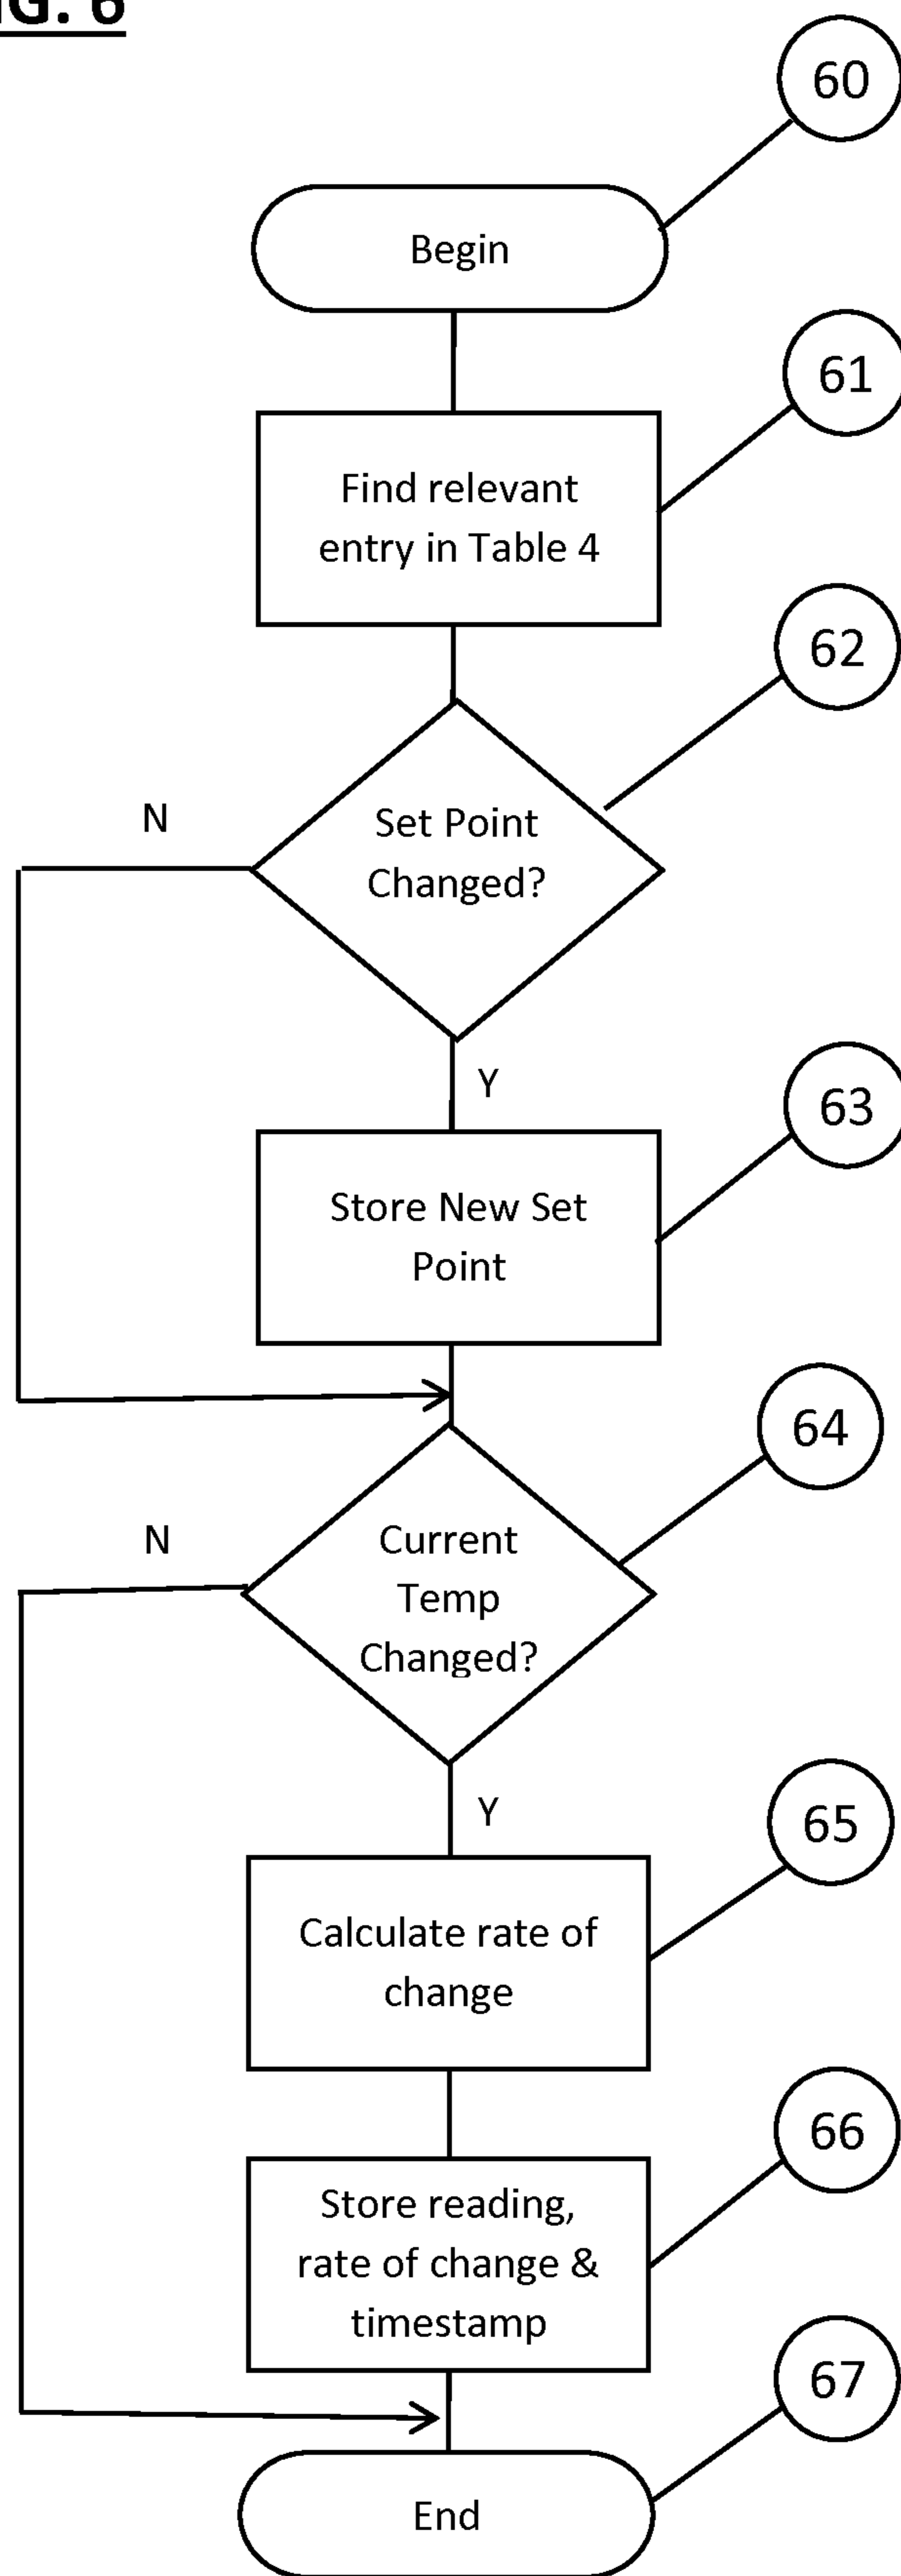 FIG. 6
60
Begin
61
Find relevant
entry in Table 4
62
Set Point
Changed?
N
Y
63
Store New Set
Point
64
Current
Temp
Changed?
N
Y
65
Calculate rate of
change
66
Store reading,
rate of change &
timestamp
67
End